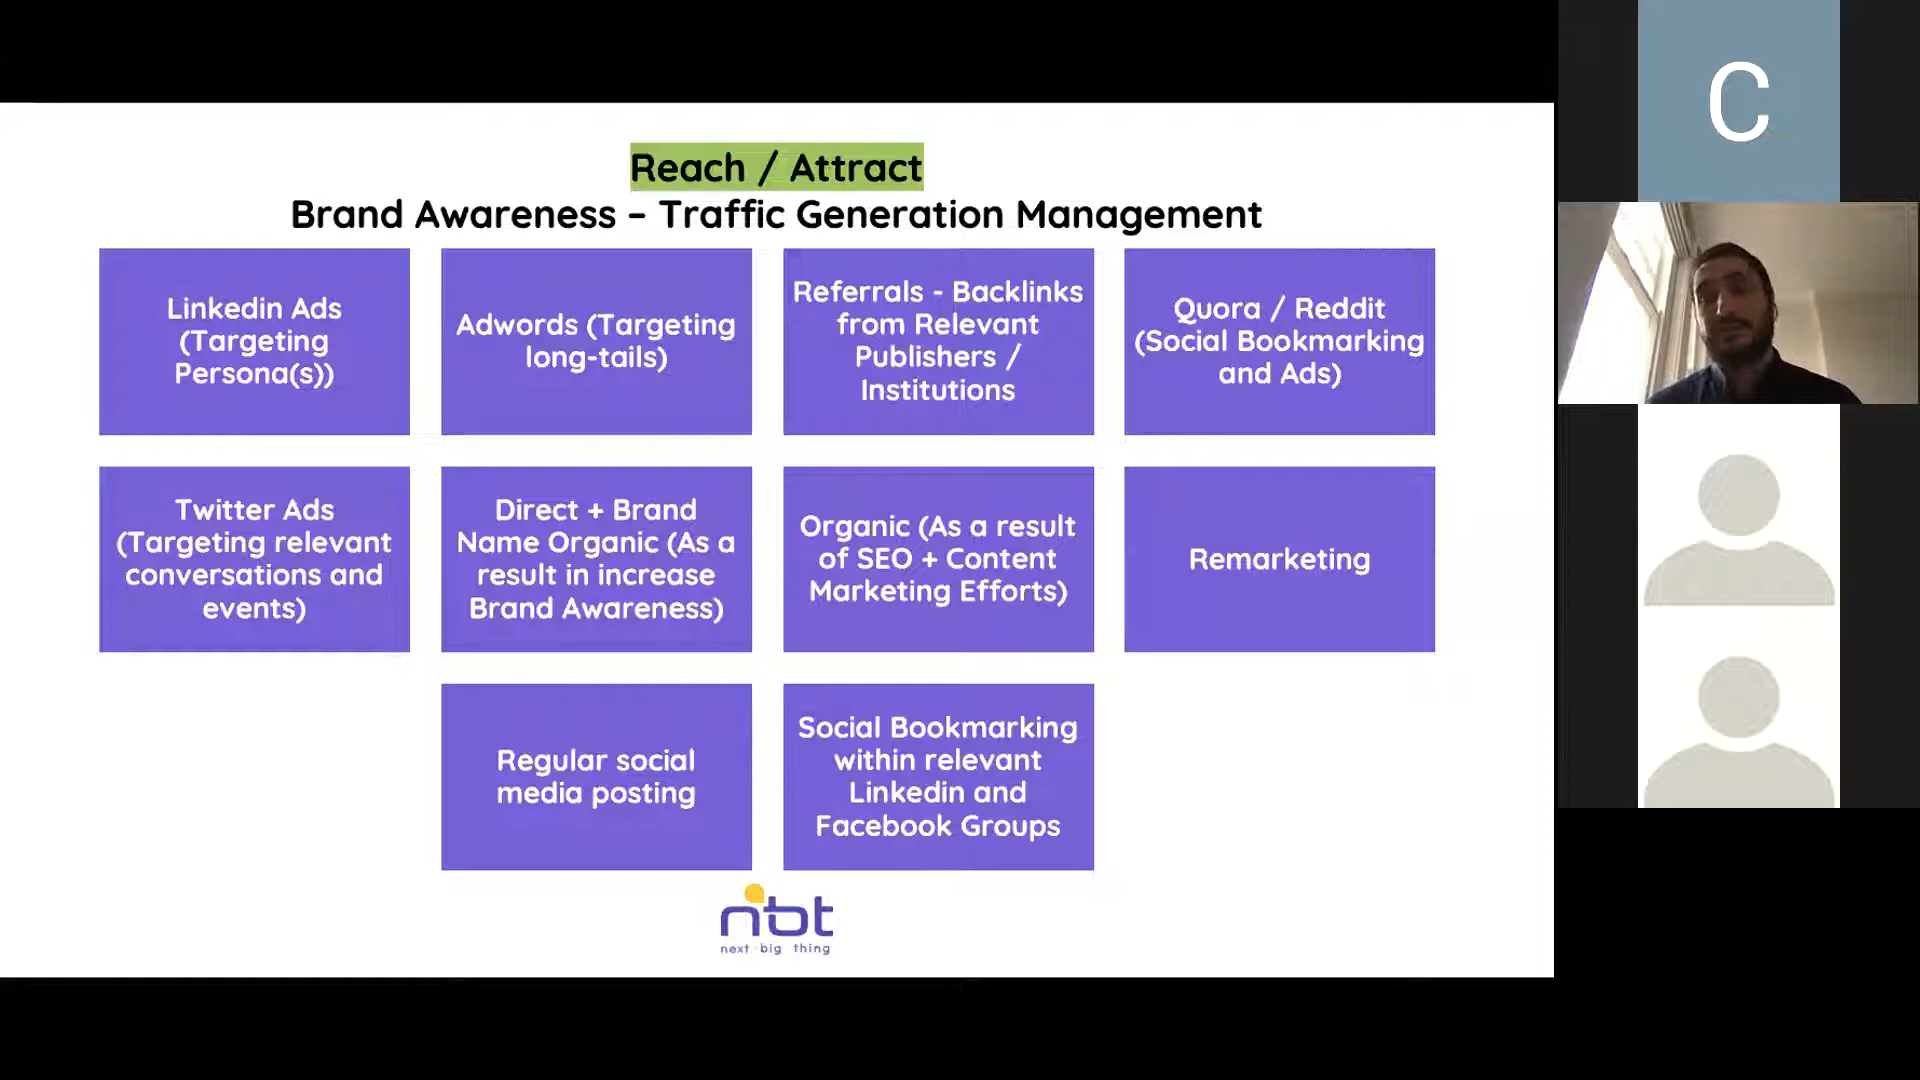 Reach / Attract
Brand Awareness – Traffic Generation Management
Linkedin Ads
(Targeting
Persona(s))
Adwords (Targeting
long-tails)
Referrals - Backlinks
from Relevant
Publishers /
Institutions
Quora / Reddit
(Social Bookmarking
and Ads)
Twitter Ads
(Targeting relevant
conversations and
events)
Direct + Brand
Name Organic (As a
result in increase
Brand Awareness)
Organic (As a result
of SEO + Content
Marketing Efforts)
Remarketing
Regular social
media posting
Social Bookmarking
within relevant
Linkedin and
Facebook Groups
nbt
next big thing
C